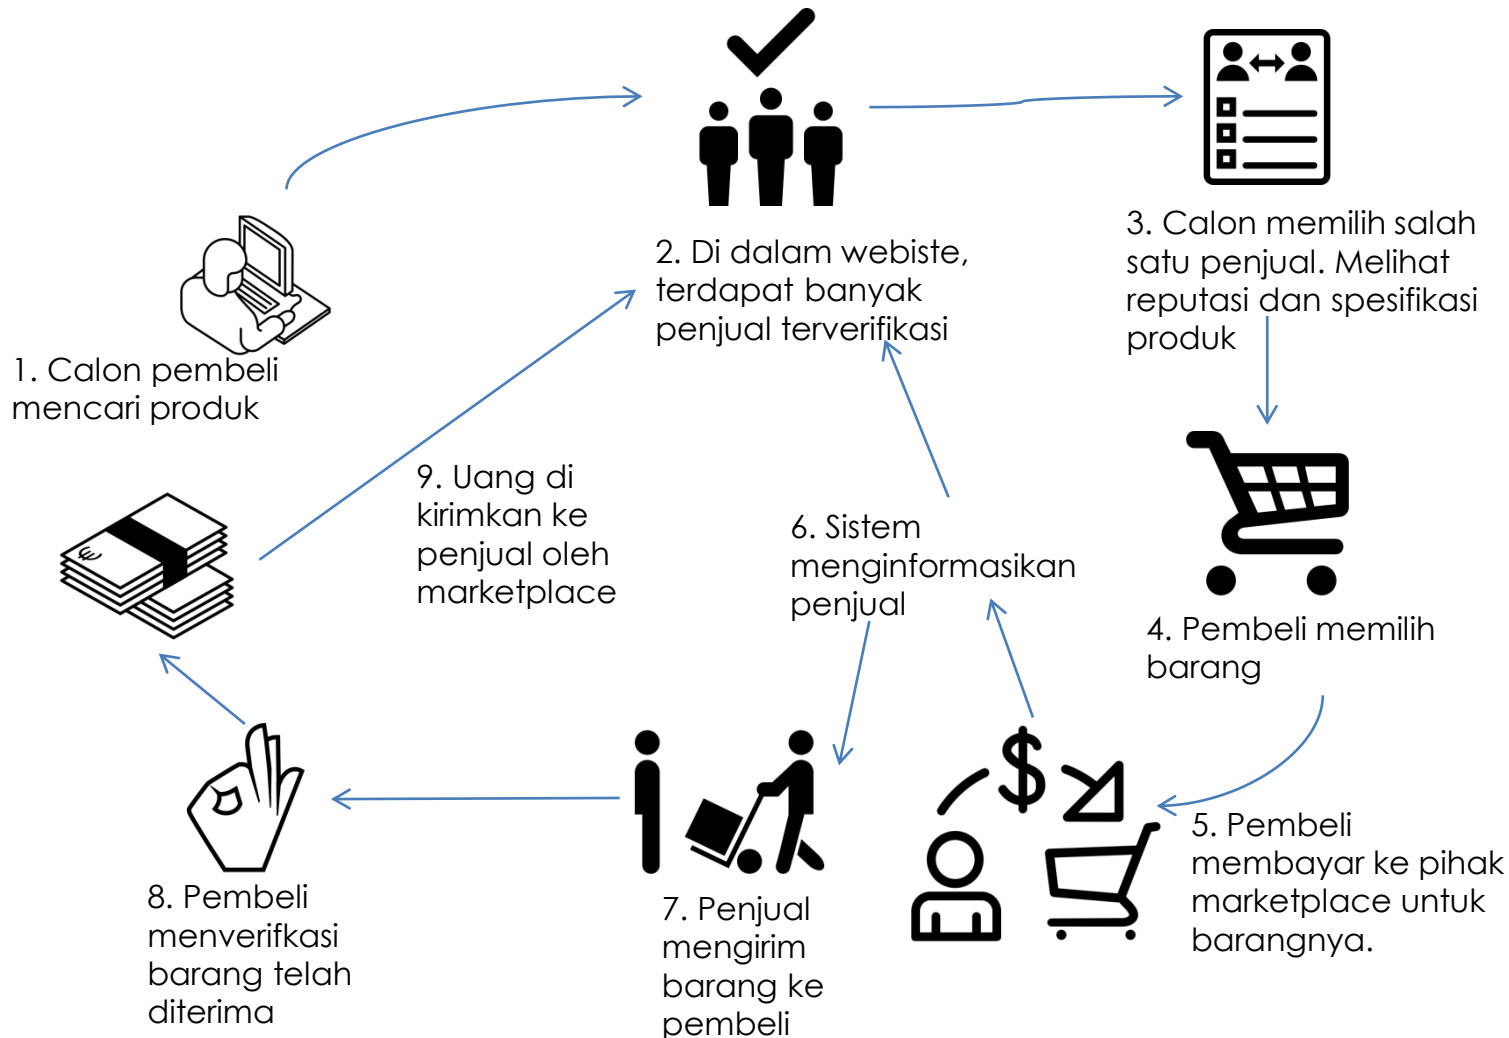 1. Calon pembeli
mencari produk
2. Di dalam webiste,
terdapat banyak
penjual terverifikasi
3. Calon memilih salah
satu penjual. Melihat
reputasi dan spesifikasi
produk
4. Pembeli memilih
barang
5. Pembeli
membayar ke pihak
marketplace untuk
barangnya.
6. Sistem
menginformasikan
penjual
7. Penjual
mengirim
barang ke
pembeli
8. Pembeli
menverifkasi
barang telah
diterima
9. Uang di
kirimkan ke
penjual oleh
marketplace